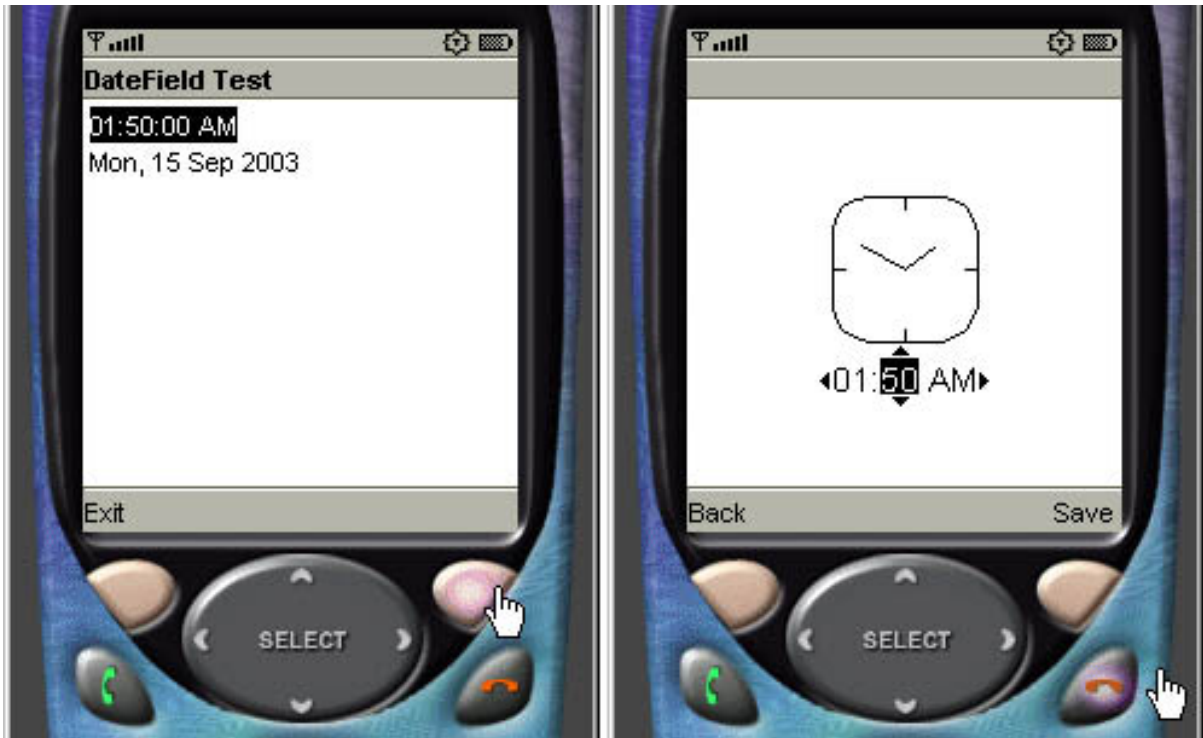 DateField Test
01:50:00 AM
Mon, 15 Sep 2003
Exit
SELECT
01:50 AM
Back Save
SELECT